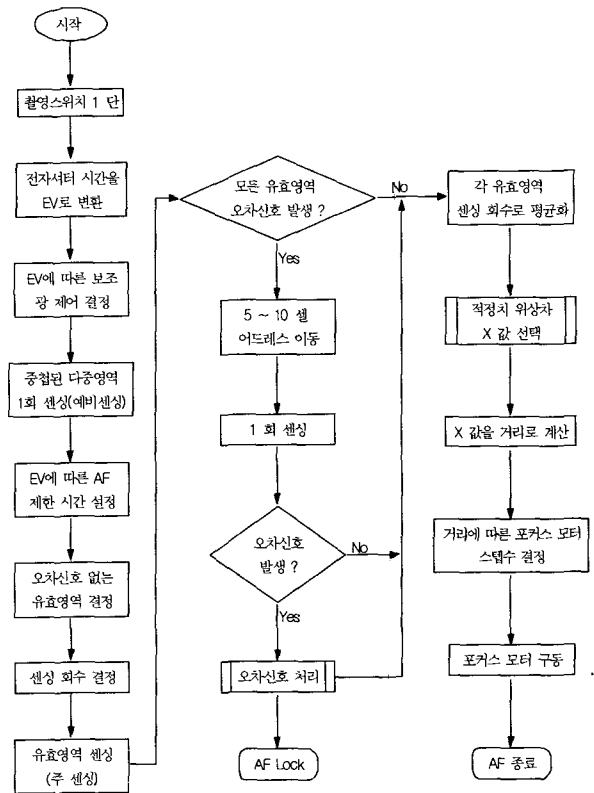 시작
촬영스위치 1 단
전자셔터 시간을
EV로 변환
EV에 따른 보조
광 제어 결정
중첩된 다중영역
1회 센싱(예비센싱)
EV에 따른 AF
제한 시간 설정
오차신호 없는
유효영역 결정
센싱 회수 결정
유효영역 센싱
(주 센싱)
모든 유효영역
오차신호 발생 ?
No
Yes
5 ~ 10 셀
어드레스 이동
1 회 센싱
오차신호
발생 ?
No
Yes
오차신호 처리
AF Lock
각 유효영역
센싱 회수로 평균화
적정치 위상차
X 값 선택
X 값을 거리로 계산
거리에 따른 포커스 모터
스텝수 결정
포커스 모터 구동
AF 종료